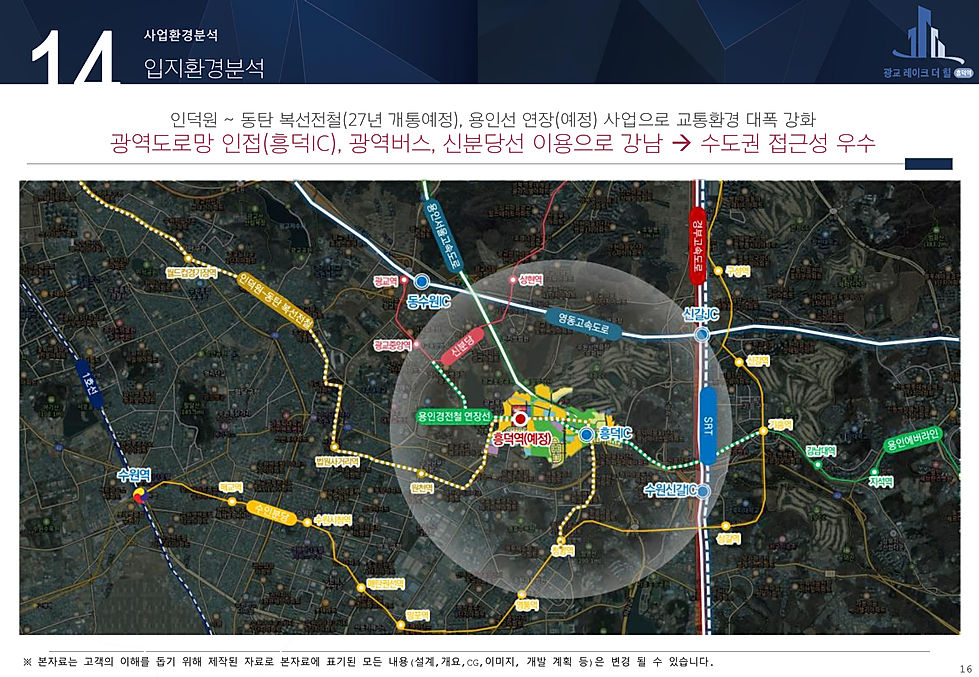 14
사업환경분석
입지환경분석
광교 레이크 더 힐 흥덕역
인덕원 ~ 동탄 복선전철(27년 개통예정), 용인선 연장(예정) 사업으로 교통환경 대폭 강화
광역도로망 인접(흥덕IC), 광역버스, 신분당선 이용으로 강남 → 수도권 접근성 우수
용인서울고속도로
경부고속도로
월드컵경기장역
인덕원~동탄 복선전철
광교역
동수원IC
상현역
구성역
영동고속도로
신갈JC
광교중앙역
신분당
신갈역
1호선
용인경전철 연장선
흥덕역(예정)
흥덕IC
SRT
기흥역
강남대역
용인에버라인
지석역
법원사거리역
수원역
원천역
수원신갈IC
매교역
수인분당
수원시청역
상갈역
청명역
매탄권선역
영통역
망포역
※ 본자료는 고객의 이해를 돕기 위해 제작된 자료로 본자료에 표기된 모든 내용(설계,개요,CG,이미지, 개발 계획 등)은 변경 될 수 있습니다.
16